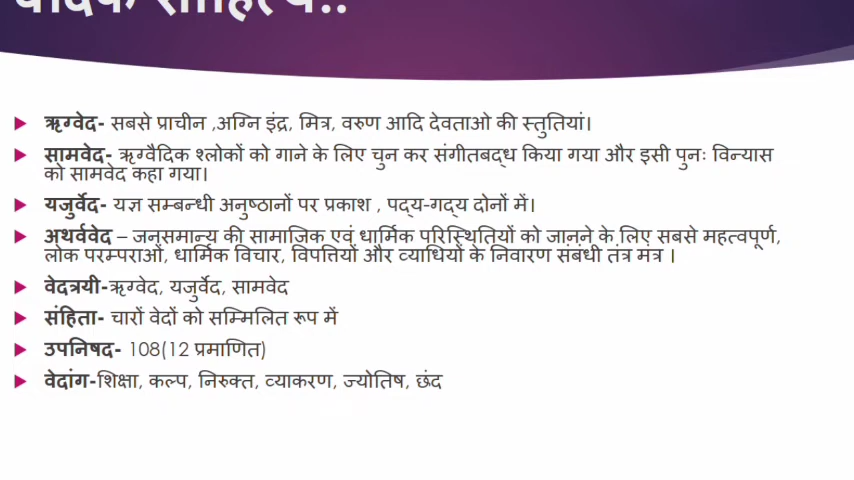 वैदिक साहित्य..
ऋग्वेद- सबसे प्राचीन ,अग्नि इंद्र, मित्र, वरुण आदि देवताओ की स्तुतियां।
सामवेद- ऋग्वैदिक श्लोकों को गाने के लिए चुन कर संगीतबद्ध किया गया और इसी पुनः विन्यास
को सामवेद कहा गया।
यजुर्वेद- यज्ञ सम्बन्धी अनुष्ठानों पर प्रकाश , पद्य-गद्य दोनों में।
अथर्ववेद – जनसमान्य की सामाजिक एवं धार्मिक परिस्थितियों को जानने के लिए सबसे महत्वपूर्ण,
लोक परम्पराओं, धार्मिक विचार, विपत्तियों और व्याधियों के निवारण संबंधी तंत्र मंत्र ।
वेदत्रयी-ऋग्वेद, यजुर्वेद, सामवेद
संहिता- चारों वेदों को सम्मिलित रूप में
उपनिषद- 108(12 प्रमाणित)
वेदांग-शिक्षा, कल्प, निरुक्त, व्याकरण, ज्योतिष, छंद